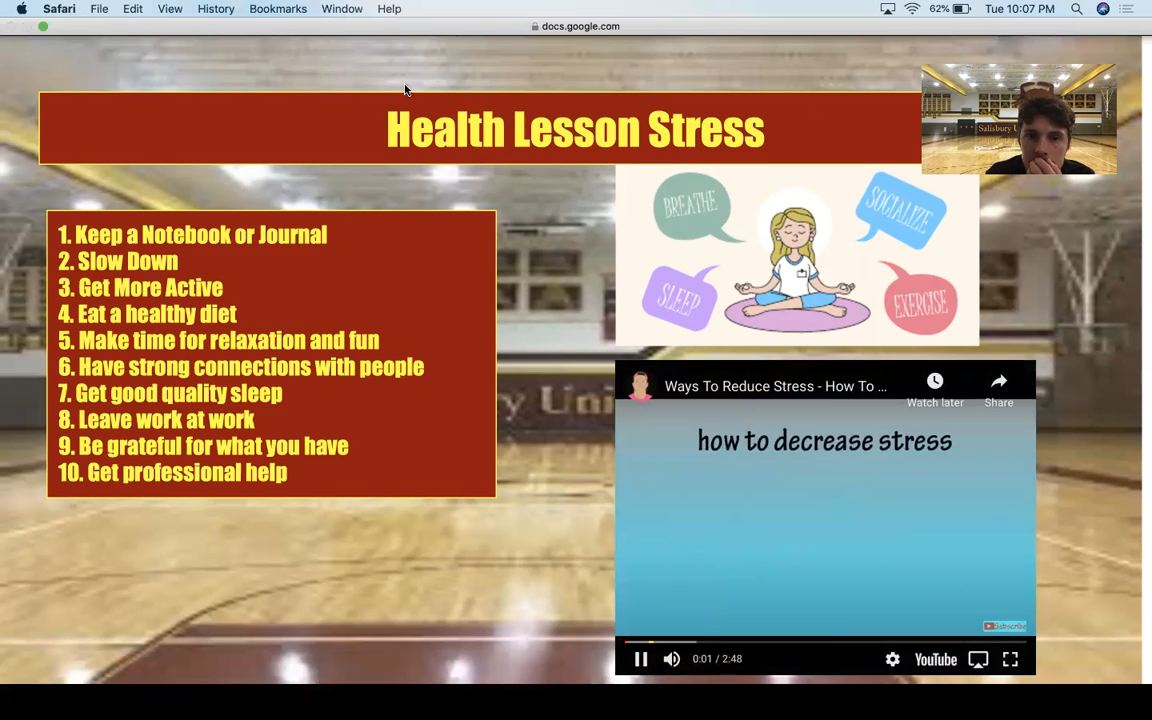 Safari File Edit View History Bookmarks Window Help 62% Tue 10:07 PM
docs.google.com
Health Lesson Stress
Salisbury U
1. Keep a Notebook or Journal
2. Slow Down
3. Get More Active
4. Eat a healthy diet
5. Make time for relaxation and fun
6. Have strong connections with people
7. Get good quality sleep
8. Leave work at work
9. Be grateful for what you have
10. Get professional help
BREATHE
SOCIALIZE
SLEEP
EXERCISE
Ways To Reduce Stress - How To ...
Watch later
Share
y Uni
how to decrease stress
Subscribe
0:01 / 2:48
YouTube